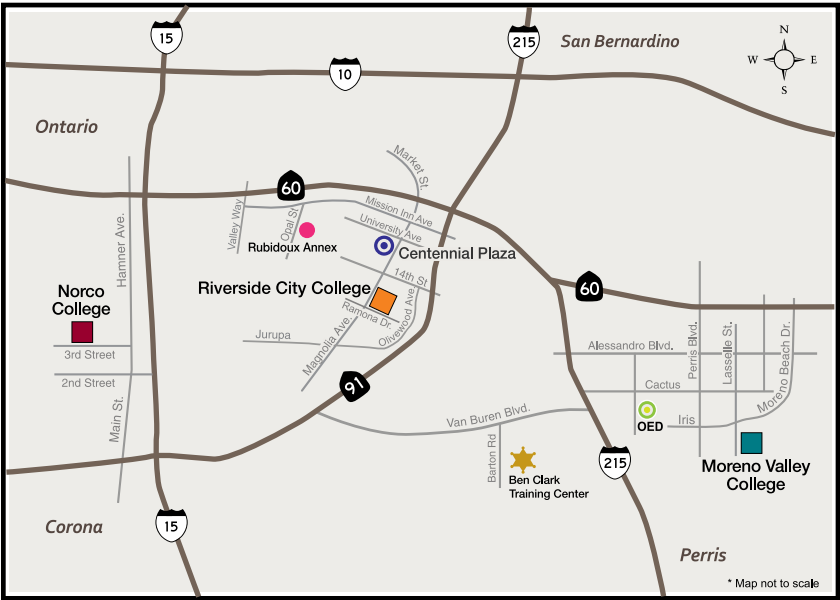 15
215
San Bernardino
N
W
E
S
10
Ontario
Market St.
60
Mission Inn Ave
University Ave
Valley Way
Opal St
Rubidoux Annex
Centennial Plaza
Hamner Ave.
14th St
Riverside City College
Norco
College
Ramona Dr.
Olivewood Ave
60
Jurupa
Magnolia Ave.
3rd Street
2nd Street
Alessandro Blvd.
Perris Blvd.
Lasselle St.
Moreno Beach Dr.
91
Cactus
Main St.
Van Buren Blvd.
OED
Iris
Barton Rd
215
Moreno Valley
College
Ben Clark
Training Center
Corona
15
Perris
* Map not to scale